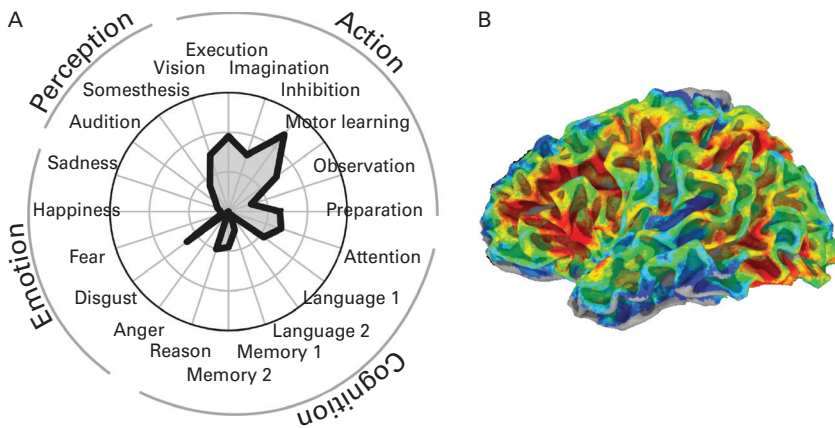 A
B
Perception
Action
Emotion
Cognition
Execution
Vision
Imagination
Somesthesis
Inhibition
Audition
Motor learning
Sadness
Observation
Happiness
Preparation
Fear
Attention
Disgust
Language 1
Anger
Language 2
Reason
Memory 1
Memory 2